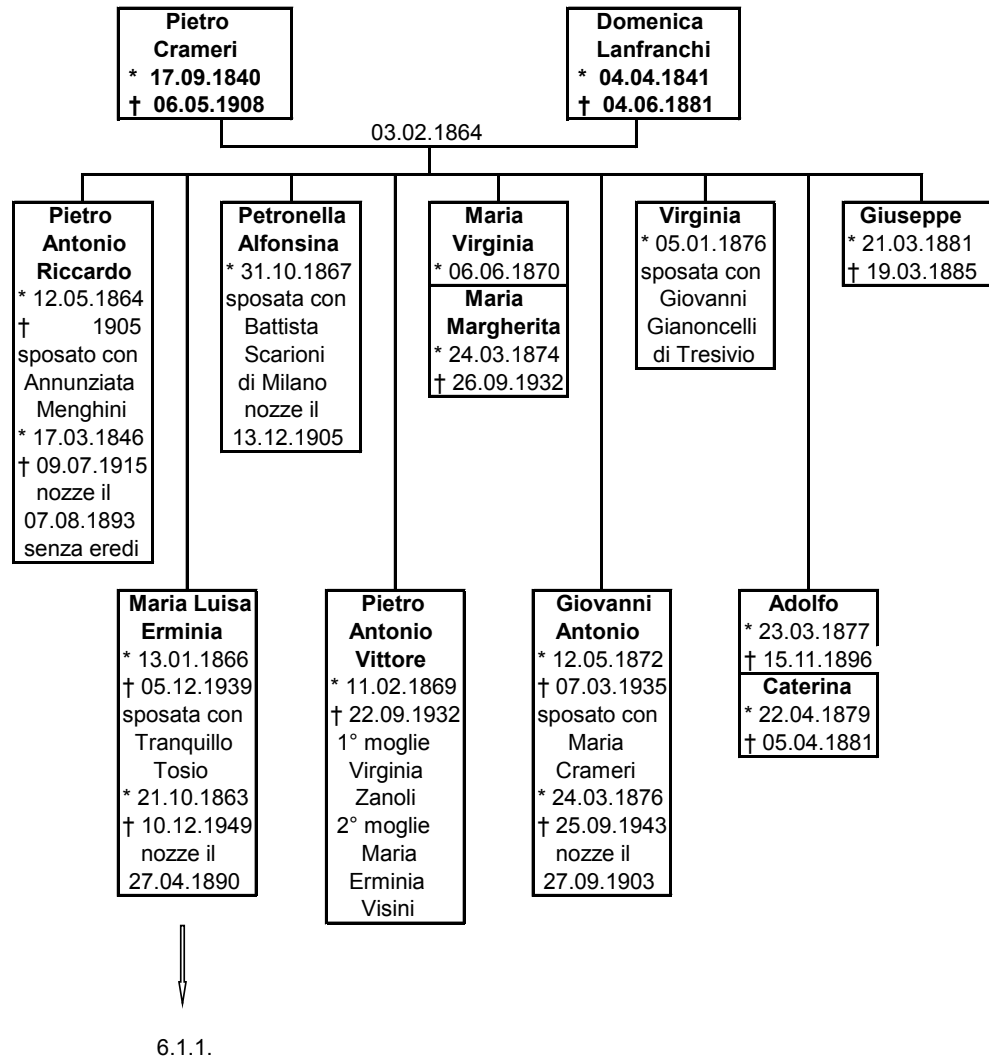 Pietro
Crameri
* 17.09.1840
† 06.05.1908
Domenica
Lanfranchi
* 04.04.1841
† 04.06.1881
03.02.1864
Pietro
Antonio
Riccardo
* 12.05.1864
† 1905
sposato con
Annunziata
Menghini
* 17.03.1846
† 09.07.1915
nozze il
07.08.1893
senza eredi
Petronella
Alfonsina
* 31.10.1867
sposata con
Battista
Scarioni
di Milano
nozze il
13.12.1905
Maria
Virginia
* 06.06.1870
Maria
Margherita
* 24.03.1874
† 26.09.1932
Virginia
* 05.01.1876
sposata con
Giovanni
Gianoncelli
di Tresivio
Giuseppe
* 21.03.1881
† 19.03.1885
Maria Luisa
Erminia
* 13.01.1866
† 05.12.1939
sposata con
Tranquillo
Tosio
* 21.10.1863
† 10.12.1949
nozze il
27.04.1890
Pietro
Antonio
Vittore
* 11.02.1869
† 22.09.1932
1° moglie
Virginia
Zanoli
2° moglie
Maria
Erminia
Visini
Giovanni
Antonio
* 12.05.1872
† 07.03.1935
sposato con
Maria
Crameri
* 24.03.1876
† 25.09.1943
nozze il
27.09.1903
Adolfo
* 23.03.1877
† 15.11.1896
Caterina
* 22.04.1879
† 05.04.1881
6.1.1.